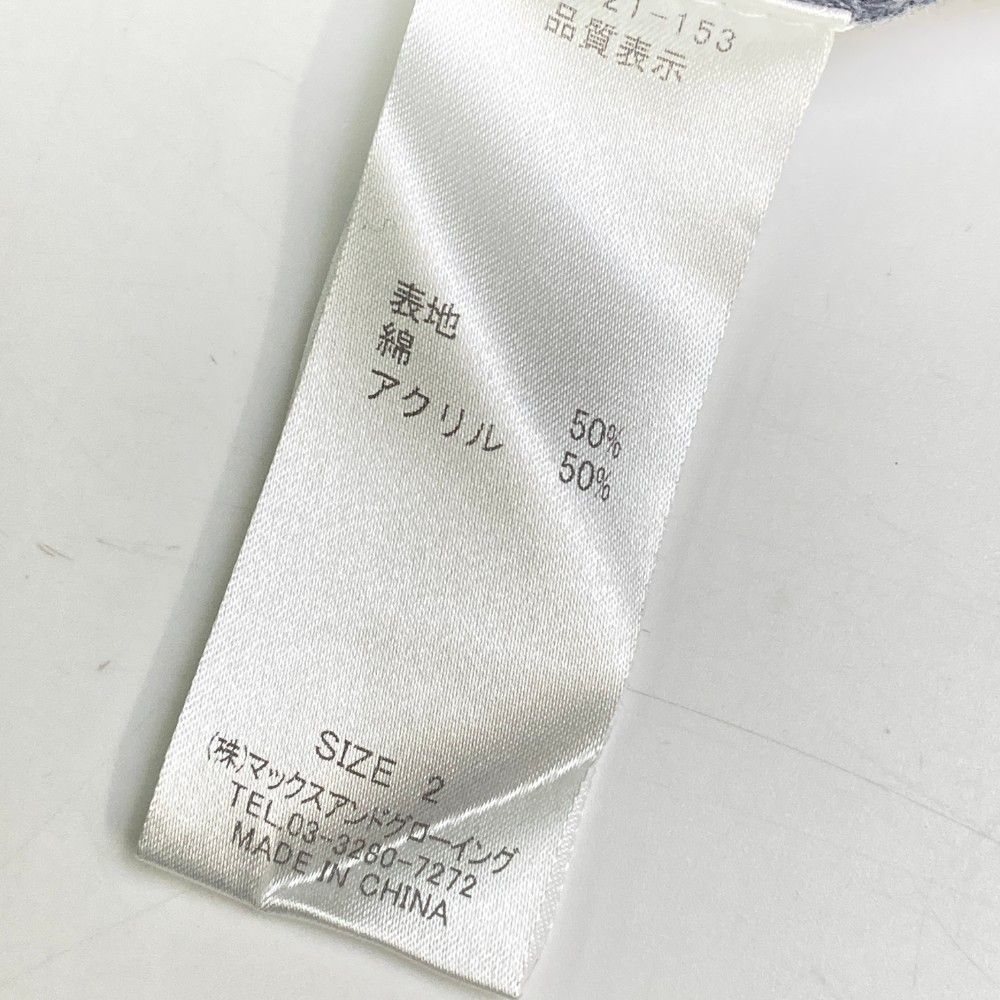 21-153
品質表示
表地
綿 50%
アクリル 50%
SIZE 2
(株)マックスアンドグローイング
TEL.03-3280-7272
MADE IN CHINA